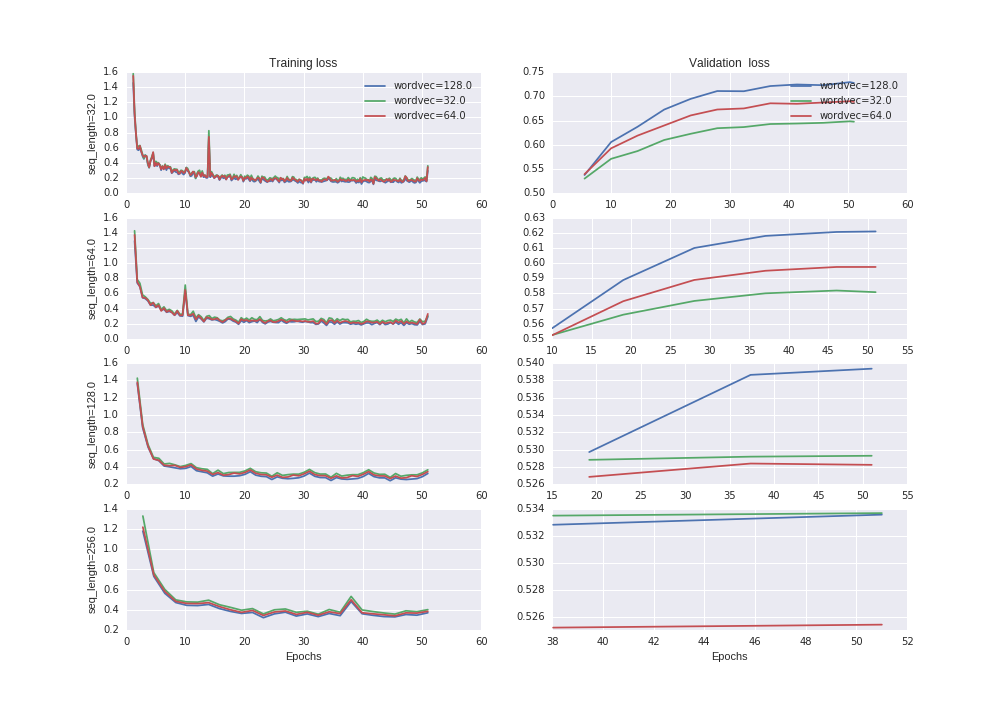 Training loss
Validation  loss
seq_length=32.0
1.6
1.4
1.2
1.0
0.8
0.6
0.4
0.2
0.0
wordvec=128.0
wordvec=32.0
wordvec=64.0
0 10 20 30 40 50 60
0.75
0.70
0.65
0.60
0.55
0.50
wordvec=128.0
wordvec=32.0
wordvec=64.0
0 10 20 30 40 50 60
seq_length=64.0
1.6
1.4
1.2
1.0
0.8
0.6
0.4
0.2
0.0
0 10 20 30 40 50 60
0.63
0.62
0.61
0.60
0.59
0.58
0.57
0.56
0.55
10 15 20 25 30 35 40 45 50 55
seq_length=128.0
1.6
1.4
1.2
1.0
0.8
0.6
0.4
0.2
0 10 20 30 40 50 60
0.540
0.538
0.536
0.534
0.532
0.530
0.528
0.526
15 20 25 30 35 40 45 50 55
seq_length=256.0
1.4
1.2
1.0
0.8
0.6
0.4
0.2
0 10 20 30 40 50 60
Epochs
0.534
0.532
0.530
0.528
0.526
38 40 42 44 46 48 50 52
Epochs